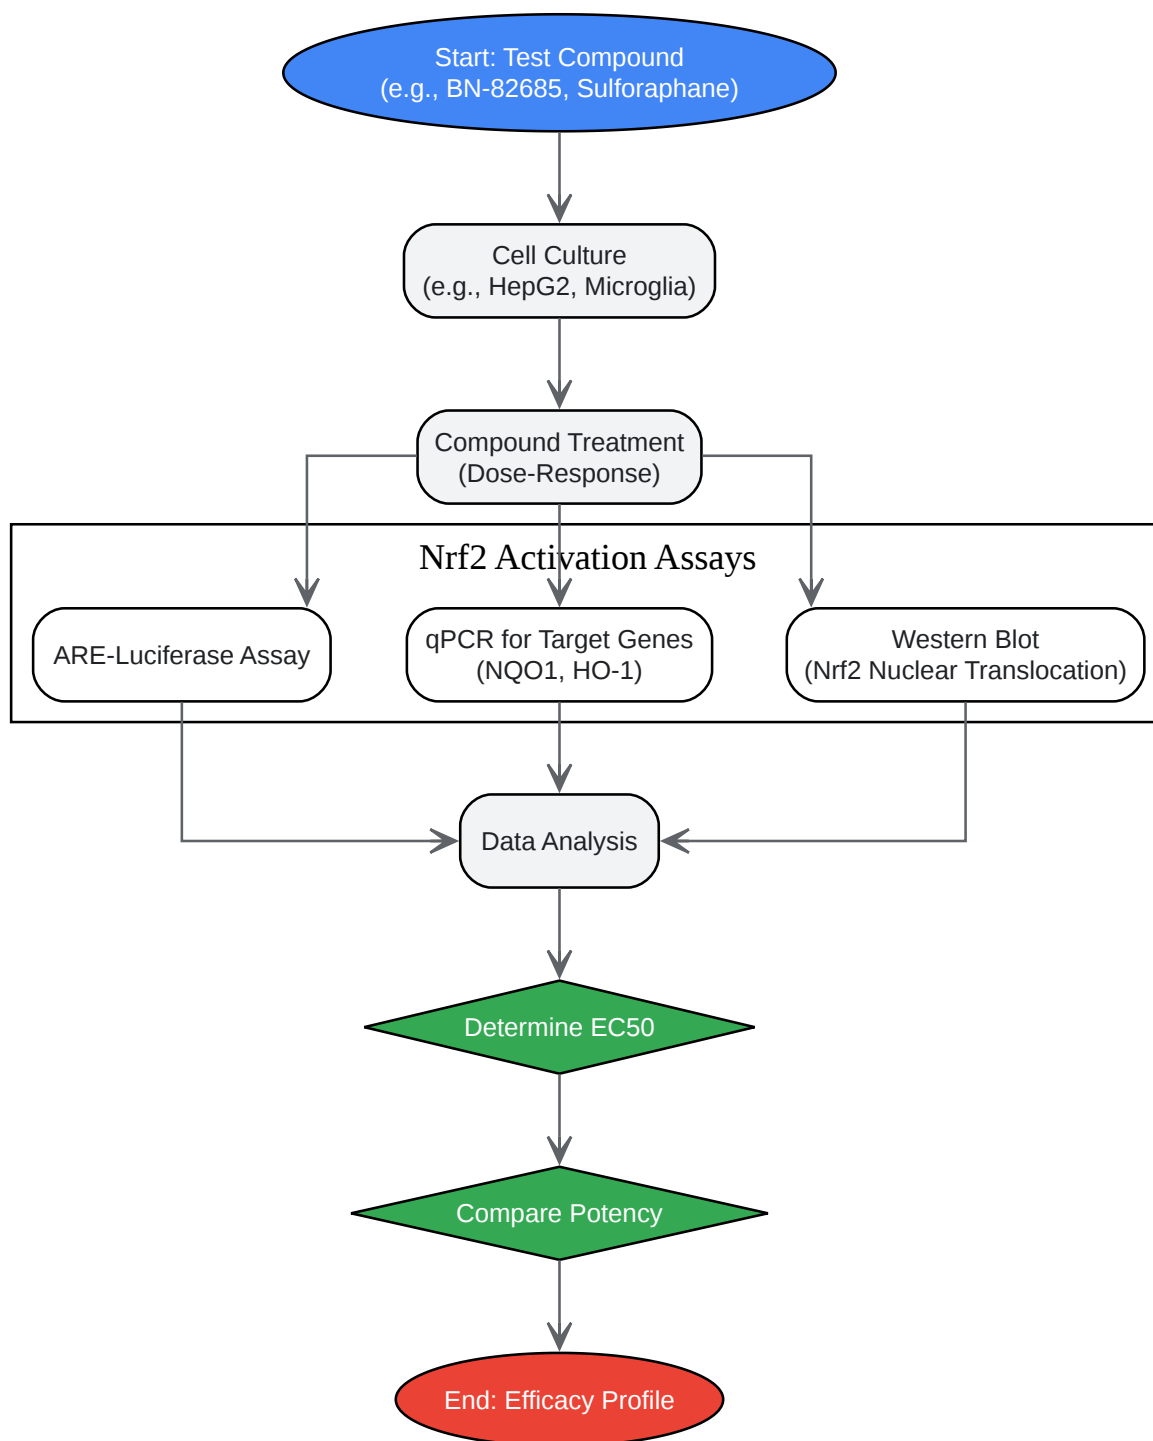 Start: Test Compound
(e.g., BN-82685, Sulforaphane)
Cell Culture
(e.g., HepG2, Microglia)
Compound Treatment
(Dose-Response)
Nrf2 Activation Assays
ARE-Luciferase Assay
qPCR for Target Genes
(NQO1, HO-1)
Western Blot
(Nrf2 Nuclear Translocation)
Data Analysis
Determine EC50
Compare Potency
End: Efficacy Profile